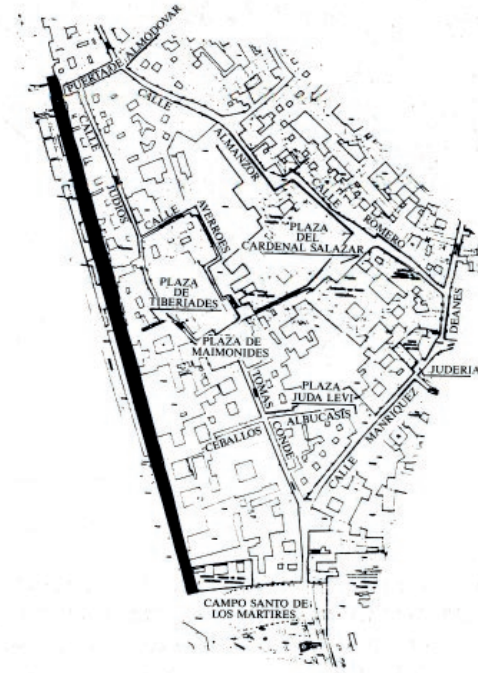 PUERTA DE ALMODOVAR
CALLE
ALMANZOR
CALLE
JUDIOS
CALLE
ROMERO
CALLE
AVERROES
PLAZA
DEL
CARDENAL SALAZAR
PLAZA
DE
TIBERIADES
DEANES
PLAZA DE
MAIMONIDES
JUDERIA
PLAZA
JUDA LEVI
TOMAS
CONDE
ALBUCASIS
CEBALLOS
CALLE
MANRIQUEZ
CAMPO SANTO DE
LOS MARTIRES